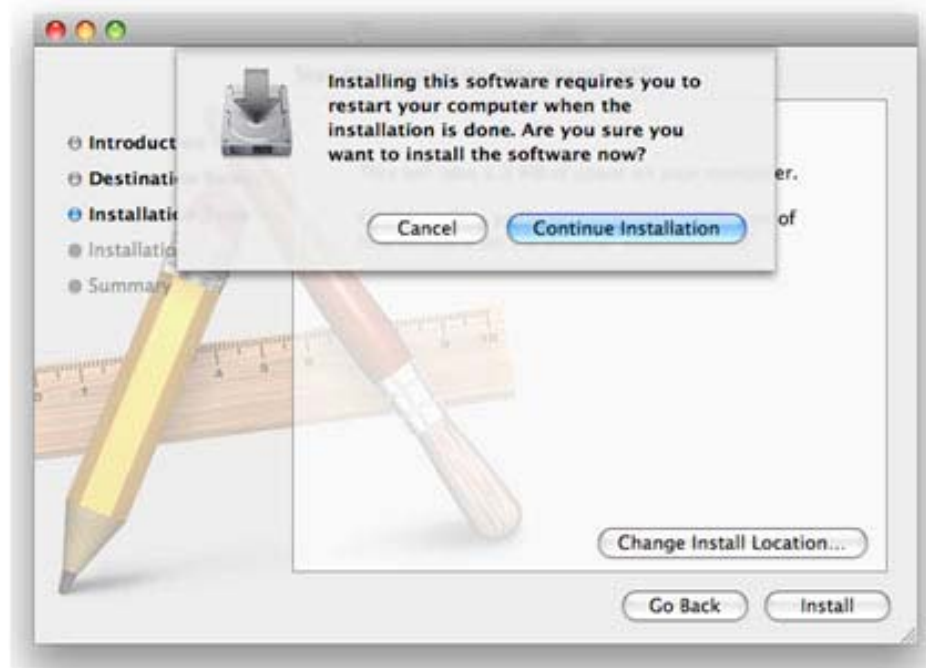 Installing this software requires you to
restart your computer when the
installation is done. Are you sure you
want to install the software now?
Cancel
Continue Installation
Introduct
Destinati
Installati
Installatio
Summary
er.
of
Change Install Location...
Go Back
Install